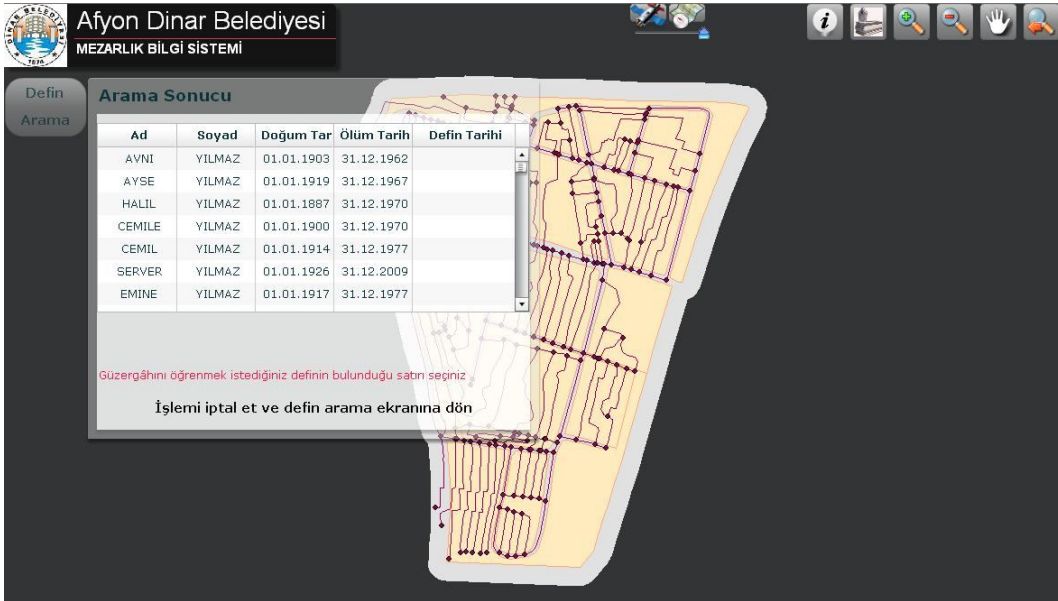 Afyon Dinar Belediyesi
MEZARLIK BİLGİ SİSTEMİ
Defin
Arama
Arama Sonucu
Ad Soyad Doğum Tar Ölüm Tarih Defin Tarihi
AVNI YILMAZ 01.01.1903 31.12.1962
AYSE YILMAZ 01.01.1919 31.12.1967
HALIL YILMAZ 01.01.1887 31.12.1970
CEMILE YILMAZ 01.01.1900 31.12.1970
CEMIL YILMAZ 01.01.1914 31.12.1977
SERVER YILMAZ 01.01.1926 31.12.2009
EMINE YILMAZ 01.01.1917 31.12.1977
Güzergâhını öğrenmek istediğiniz definin bulunduğu satırı seçiniz
İşlemi iptal et ve defin arama ekranına dön